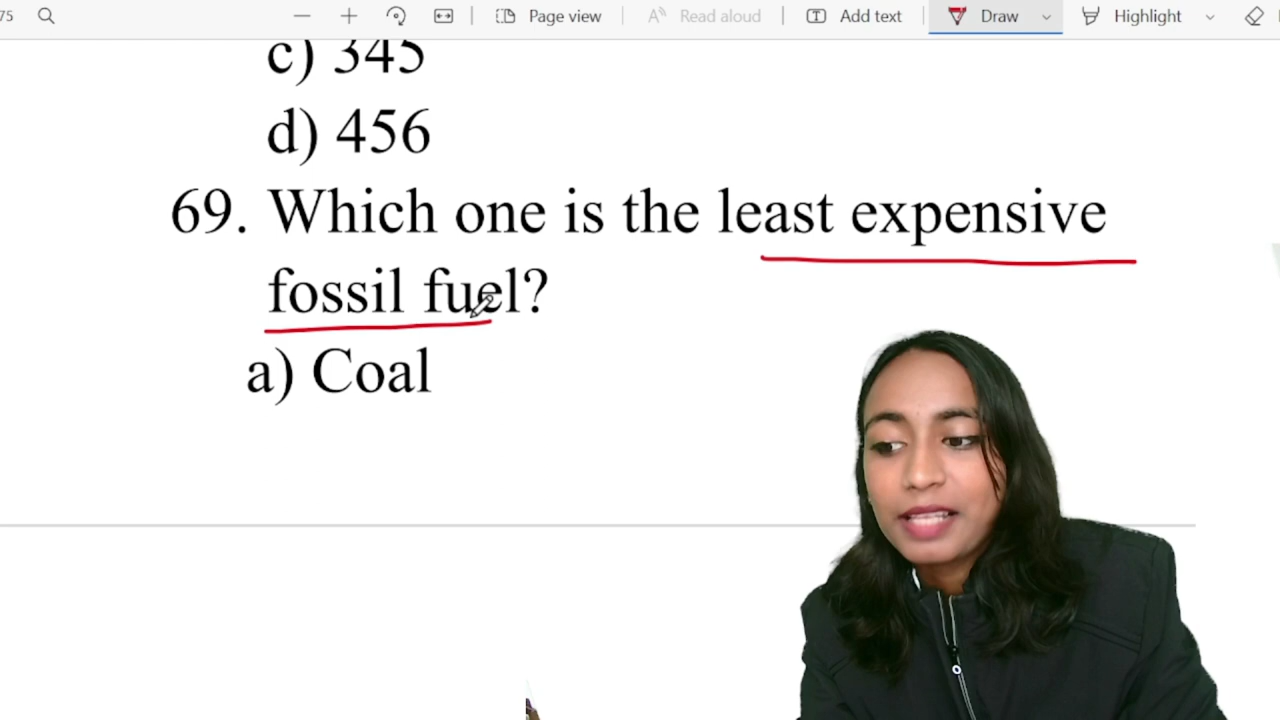 75
Page view
Read aloud
Add text
Draw
Highlight
c) 345
d) 456
69. Which one is the least expensive
fossil fuel?
a) Coal